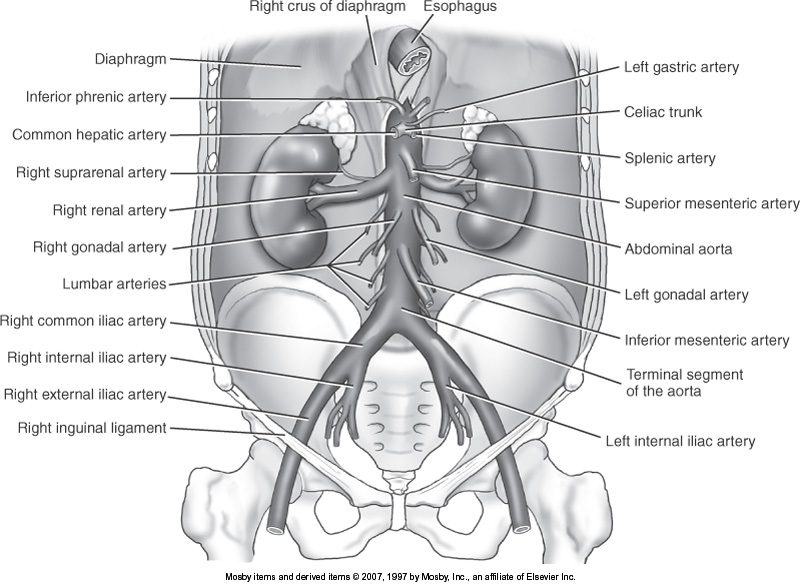 Right crus of diaphragm
Esophagus
Diaphragm
Inferior phrenic artery
Common hepatic artery
Right suprarenal artery
Right renal artery
Right gonadal artery
Lumbar arteries
Right common iliac artery
Right internal iliac artery
Right external iliac artery
Right inguinal ligament
Left gastric artery
Celiac trunk
Splenic artery
Superior mesenteric artery
Abdominal aorta
Left gonadal artery
Inferior mesenteric artery
Terminal segment
of the aorta
Left internal iliac artery
Mosby items and derived items © 2007, 1997 by Mosby, Inc., an affiliate of Elsevier Inc.